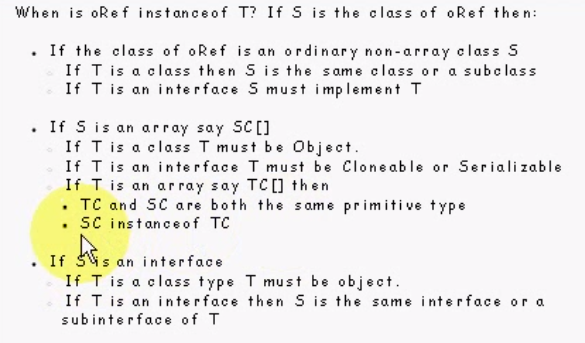 When is oRef instanceof T? If S is the class of oRef then:
If the class of oRef is an ordinary non-array class S
If T is a class then S is the same class or a subclass
If T is an interface S must implement T
If S is an array say SC[]
If T is a class T must be Object.
If T is an interface T must be Cloneable or Serializable
If T is an array say TC[] then
TC and SC are both the same primitive type
SC instanceof TC
If S is an interface
If T is a class type T must be object.
If T is an interface then S is the same interface or a
subinterface of T